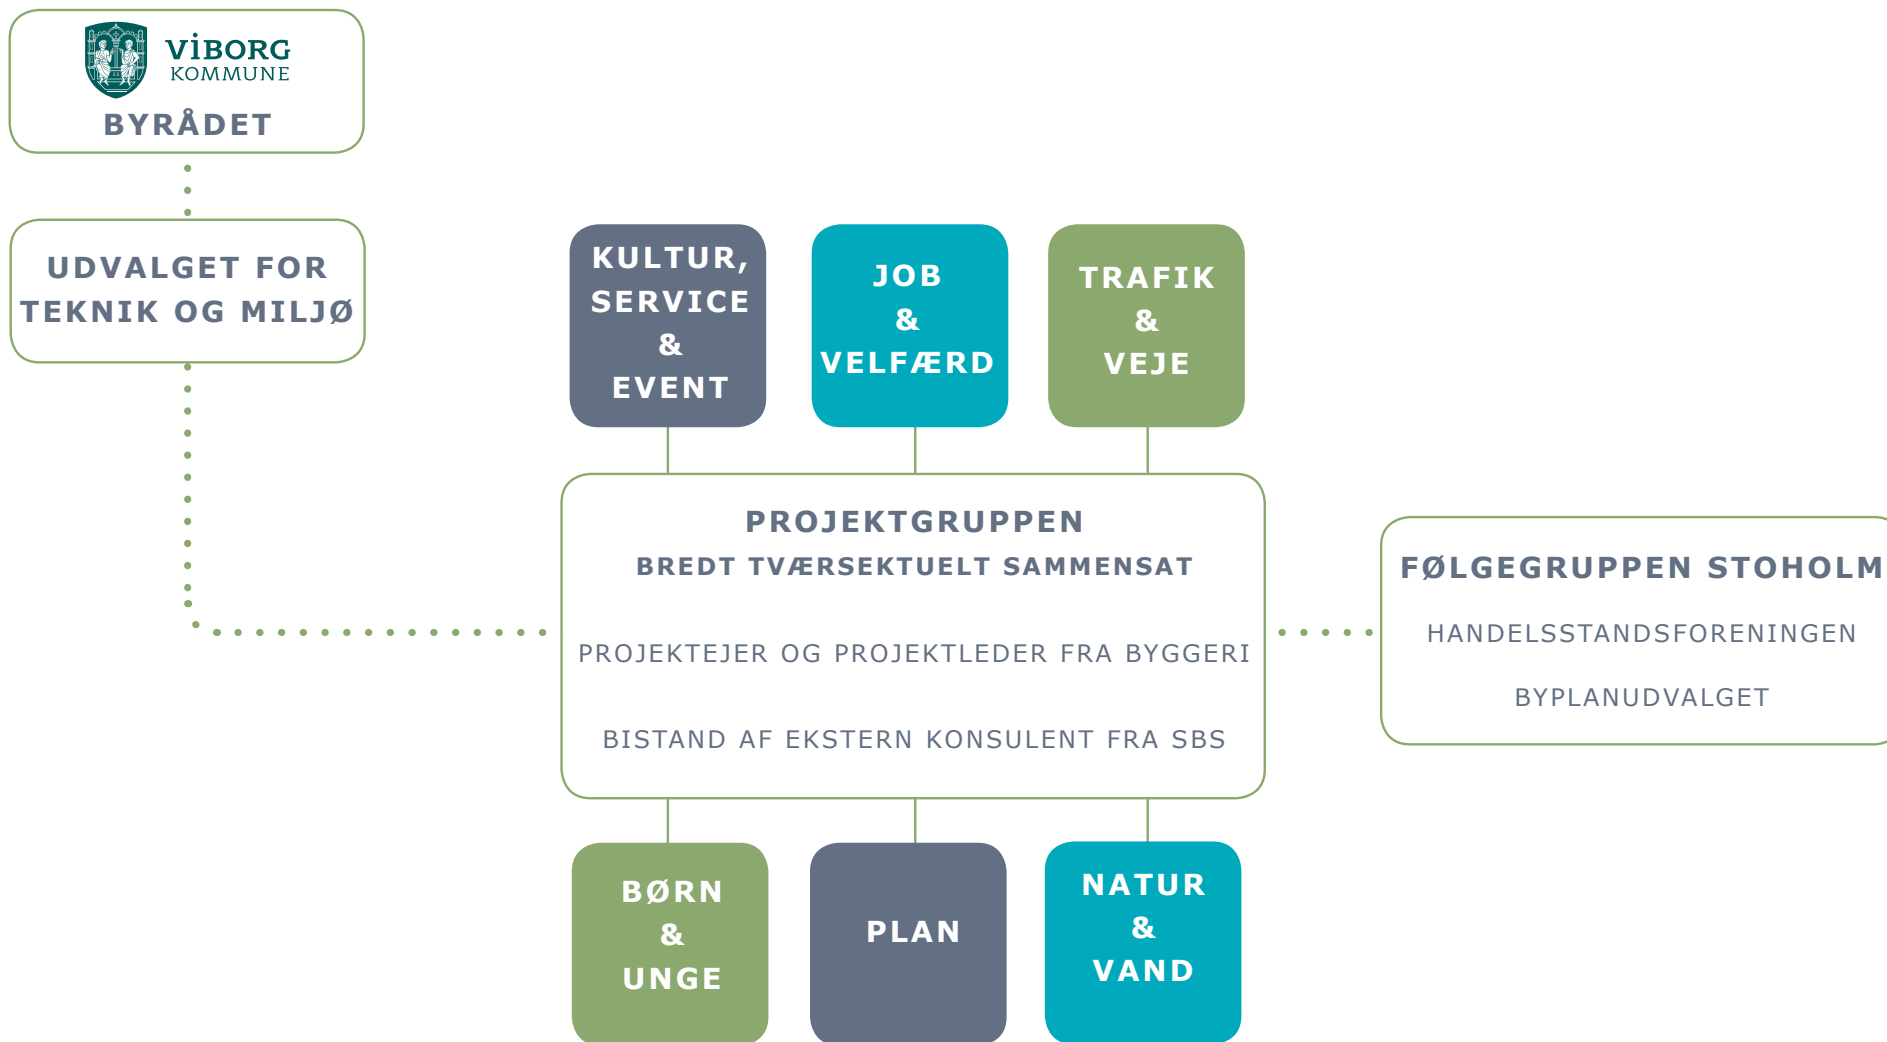 VIBORG
KOMMUNE
BYRÅDET
UDVALGET FOR
TEKNIK OG MILJØ
KULTUR,
SERVICE
&
EVENT
JOB
&
VELFÆRD
TRAFIK
&
VEJE
PROJEKTGRUPPEN
BREDT TVÆRSEKTUELT SAMMENSAT
PROJEKTEJER OG PROJEKTLEDER FRA BYGGERI
BISTAND AF EKSTERN KONSULENT FRA SBS
FØLGEGRUPPEN STOHOLM
HANDELSSTANDSFORENINGEN
BYPLANUDVALGET
BØRN
&
UNGE
PLAN
NATUR
&
VAND